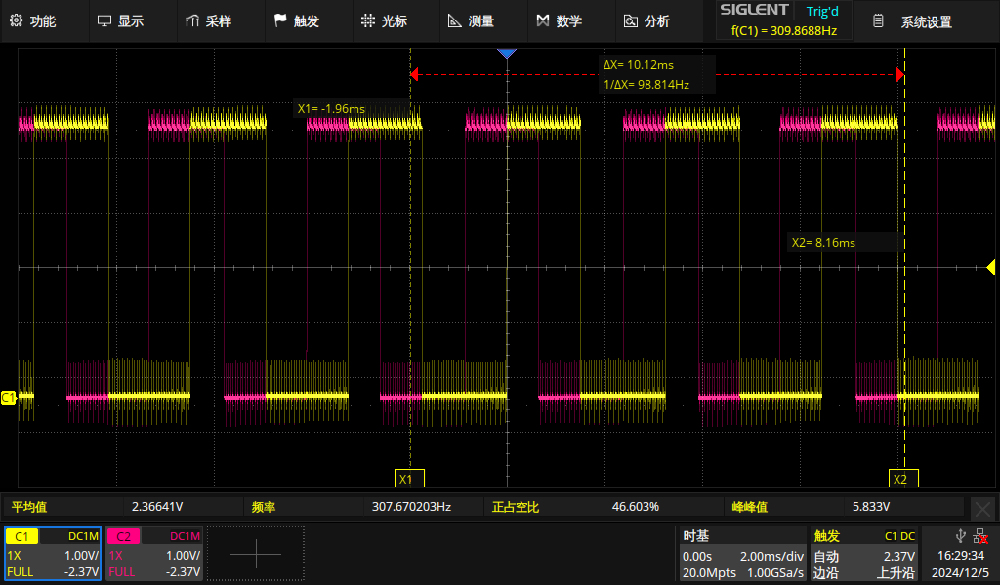 功能 显示 采样 触发 光标 测量 数学 分析 SIGLENT Trig'd 系统设置
f(C1) = 309.8688Hz
ΔX= 10.12ms
1/ΔX= 98.814Hz
X1= -1.96ms
X2= 8.16ms
C1
X1 X2
平均值 2.36641V 频率 307.670203Hz 正占空比 46.603% 峰峰值 5.833V
C1 DC1M C2 DC1M 时基 触发 C1 DC
1X 1.00V/ 1X 1.00V/ 0.00s 2.00ms/div 自动 2.37V 16:29:34
FULL -2.37V FULL -2.37V 20.0Mpts 1.00GSa/s 边沿 上升沿 2024/12/5